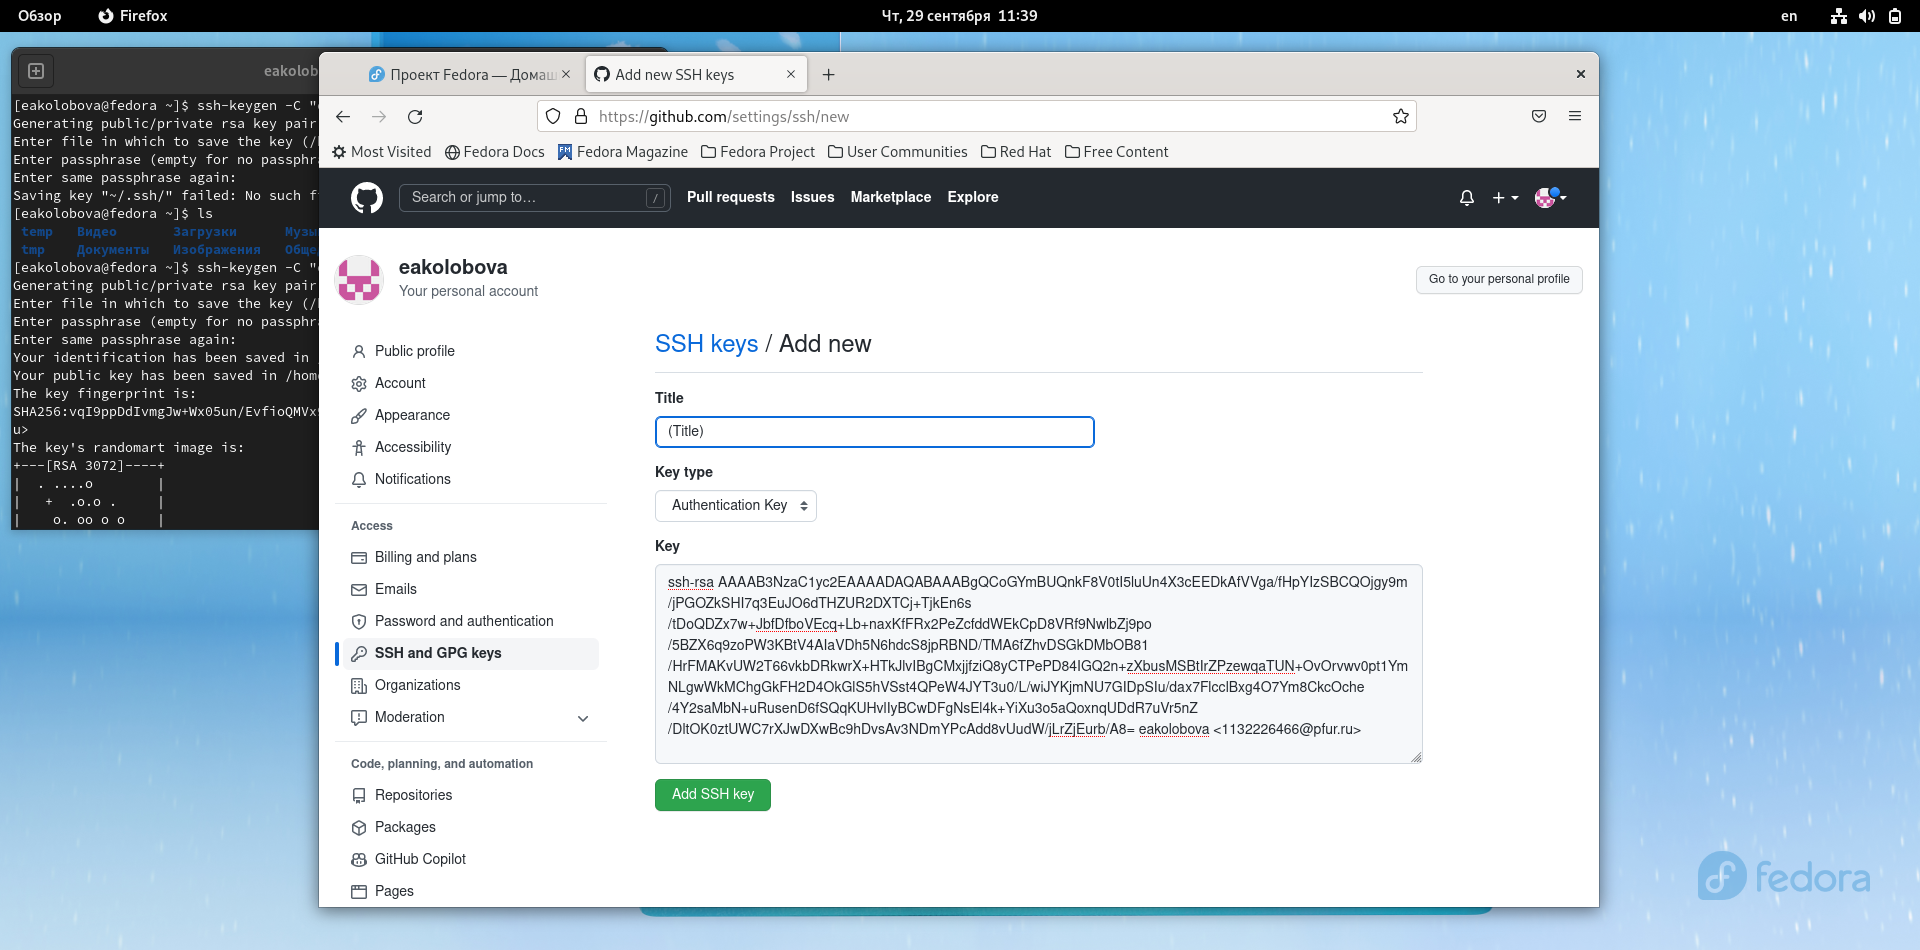 Обзор
Firefox
Чт, 29 сентября 11:39
en
eakolob
[eakolobova@fedora ~]$ ssh-keygen -C "
Generating public/private rsa key pair
Enter file in which to save the key (/
Enter passphrase (empty for no passphr
Enter same passphrase again:
Saving key "~/.ssh/" failed: No such f
[eakolobova@fedora ~]$ ls
temp Видео Загрузки Музы
tmp Документы Изображения Обще
[eakolobova@fedora ~]$ ssh-keygen -C "
Generating public/private rsa key pair
Enter file in which to save the key (/
Enter passphrase (empty for no passphr
Enter same passphrase again:
Your identification has been saved in
Your public key has been saved in /hom
The key fingerprint is:
SHA256:vqI9ppDdIvmgJw+Wx05un/EvfioQMVx
u>
The key's randomart image is:
+---[RSA 3072]----+
| . ....o |
| + .o.o . |
| o. oo o o |
Проект Fedora — Домаш
Add new SSH keys
https://github.com/settings/ssh/new
Most Visited
Fedora Docs
Fedora Magazine
Fedora Project
User Communities
Red Hat
Free Content
Search or jump to…
/
Pull requests
Issues
Marketplace
Explore
eakolobova
Your personal account
Go to your personal profile
Public profile
Account
Appearance
Accessibility
Notifications
Access
Billing and plans
Emails
Password and authentication
SSH and GPG keys
Organizations
Moderation
Code, planning, and automation
Repositories
Packages
GitHub Copilot
Pages
SSH keys / Add new
Title
(Title)
Key type
Authentication Key
Key
ssh-rsa AAAAB3NzaC1yc2EAAAADAQABAAABgQCoGYmBUQnkF8V0tI5luUn4X3cEEDkAfVVga/fHpYIzSBCQOjgy9m
/jPGOZkSHI7q3EuJO6dTHZUR2DXTCj+TjkEn6s
/tDoQDZx7w+JbfDfboVEcq+Lb+naxKfFRx2PeZcfddWEkCpD8VRf9NwlbZj9po
/5BZX6q9zoPW3KBtV4AIaVDh5N6hdcS8jpRBND/TMA6fZhvDSGkDMbOB81
/HrFMAKvUW2T66vkbDRkwrX+HTkJlvIBgCMxjjfziQ8yCTPePD84IGQ2n+zXbusMSBtIrZPzewqaTUN+OvOrvwv0pt1Ym
NLgwWkMChgGkFH2D4OkGlS5hVSst4QPeW4JYT3u0/L/wiJYKjmNU7GIDpSIu/dax7FlcclBxg4O7Ym8CkcOche
/4Y2saMbN+uRusenD6fSQqKUHvlIyBCwDFgNsEl4k+YiXu3o5aQoxnqUDdR7uVr5nZ
/DltOK0ztUWC7rXJwDXwBc9hDvsAv3NDmYPcAdd8vUudW/jLrZjEurb/A8= eakolobova <1132226466@pfur.ru>
Add SSH key
fedora